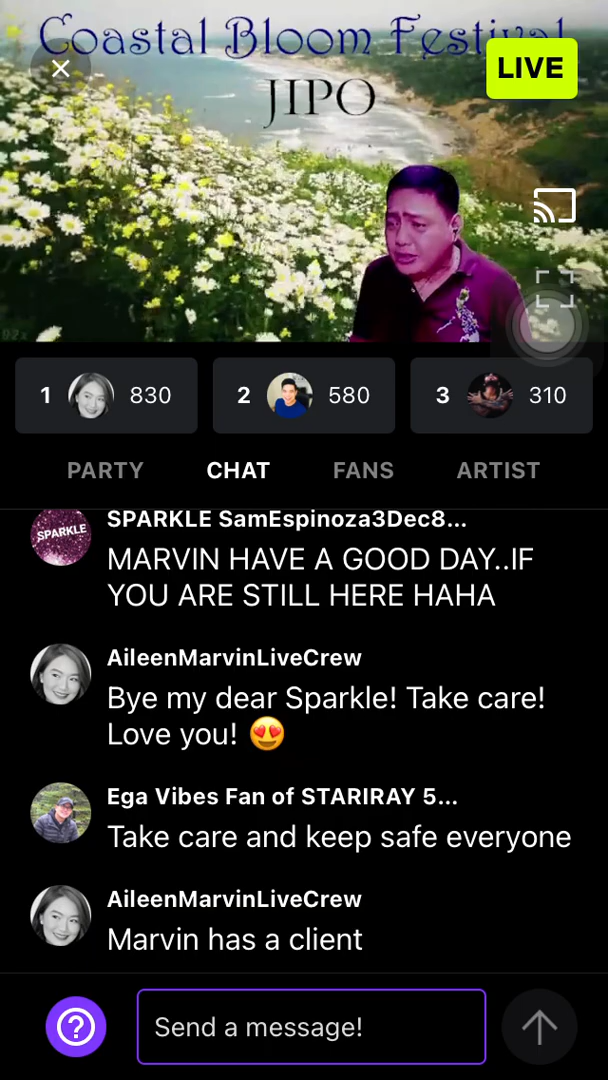 Coastal Bloom Festival
JIPO
LIVE
1 830 2 580 3 310
PARTY CHAT FANS ARTIST
SPARKLE
SPARKLE SamEspinoza3Dec8...
MARVIN HAVE A GOOD DAY..IF
YOU ARE STILL HERE HAHA
AileenMarvinLiveCrew
Bye my dear Sparkle! Take care!
Love you! 😍
Ega Vibes Fan of STARIRAY 5...
Take care and keep safe everyone
AileenMarvinLiveCrew
Marvin has a client
Send a message!